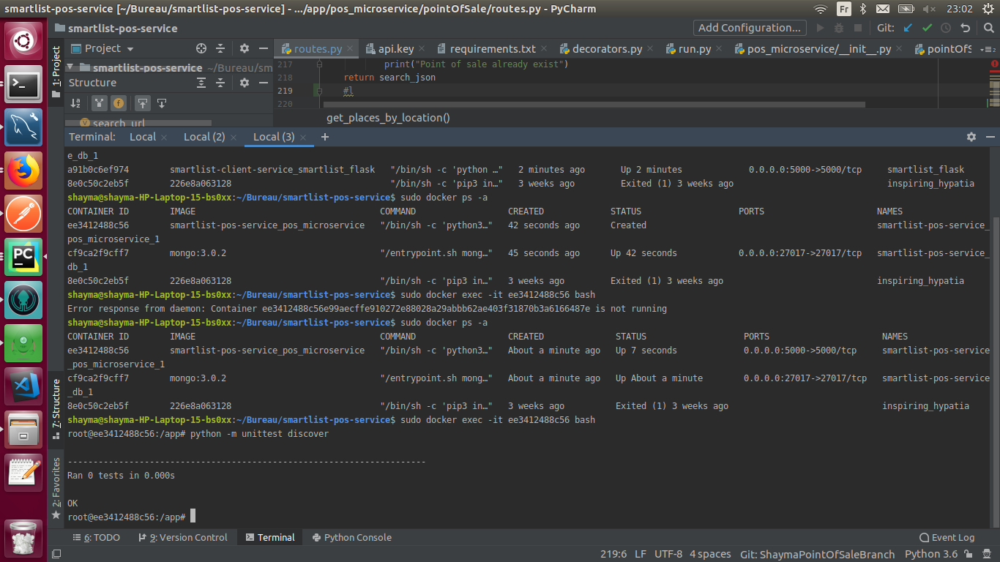 smartlist-pos-service [~/Bureau/smartlist-pos-service] - .../app/pos_microservice/pointOfSale/routes.py - PyCharm
Fr
23:02
smartlist-pos-service
Add Configuration...
Git:
1: Project
Project
routes.py
api.key
requirements.txt
decorators.py
run.py
pos_microservice/__init__.py
pointOfS
smartlist-pos-service ~/Bureau/sm
Structure
search_url
217 print("Point of sale already exist")
218 return search_json
219 #l
220
get_places_by_location()
Terminal: Local Local (2) Local (3)
e_db_1
a91b0c6ef974 smartlist-client-service_smartlist_flask "/bin/sh -c 'python …" 2 minutes ago Up 2 minutes 0.0.0.0:5000->5000/tcp smartlist_flask
8e0c50c2eb5f 226e8a063128 "/bin/sh -c 'pip3 in…" 3 weeks ago Exited (1) 3 weeks ago inspiring_hypatia
shayma@shayma-HP-Laptop-15-bs0xx:~/Bureau/smartlist-pos-service$ sudo docker ps -a
CONTAINER ID IMAGE COMMAND CREATED STATUS PORTS NAMES
ee3412488c56 smartlist-pos-service_pos_microservice "/bin/sh -c 'python3…" 42 seconds ago Created smartlist-pos-service_
pos_microservice_1
cf9ca2f9cff7 mongo:3.0.2 "/entrypoint.sh mong…" 45 seconds ago Up 42 seconds 0.0.0.0:27017->27017/tcp smartlist-pos-service_
db_1
8e0c50c2eb5f 226e8a063128 "/bin/sh -c 'pip3 in…" 3 weeks ago Exited (1) 3 weeks ago inspiring_hypatia
shayma@shayma-HP-Laptop-15-bs0xx:~/Bureau/smartlist-pos-service$ sudo docker exec -it ee3412488c56 bash
Error response from daemon: Container ee3412488c56e99aecffe910272e88028a29abbb62ae403f31870b3a6166487e is not running
shayma@shayma-HP-Laptop-15-bs0xx:~/Bureau/smartlist-pos-service$ sudo docker ps -a
CONTAINER ID IMAGE COMMAND CREATED STATUS PORTS NAMES
ee3412488c56 smartlist-pos-service_pos_microservice "/bin/sh -c 'python3…" About a minute ago Up 7 seconds 0.0.0.0:5000->5000/tcp smartlist-pos-service
_pos_microservice_1
cf9ca2f9cff7 mongo:3.0.2 "/entrypoint.sh mong…" About a minute ago Up About a minute 0.0.0.0:27017->27017/tcp smartlist-pos-service
_db_1
8e0c50c2eb5f 226e8a063128 "/bin/sh -c 'pip3 in…" 3 weeks ago Exited (1) 3 weeks ago inspiring_hypatia
shayma@shayma-HP-Laptop-15-bs0xx:~/Bureau/smartlist-pos-service$ sudo docker exec -it ee3412488c56 bash
root@ee3412488c56:/app# python -m unittest discover
----------------------------------------------------------------------
Ran 0 tests in 0.000s
OK
root@ee3412488c56:/app#
7: Structure
2: Favorites
6: TODO
9: Version Control
Terminal
Python Console
Event Log
219:6 LF UTF-8 4 spaces Git: ShaymaPointOfSaleBranch Python 3.6